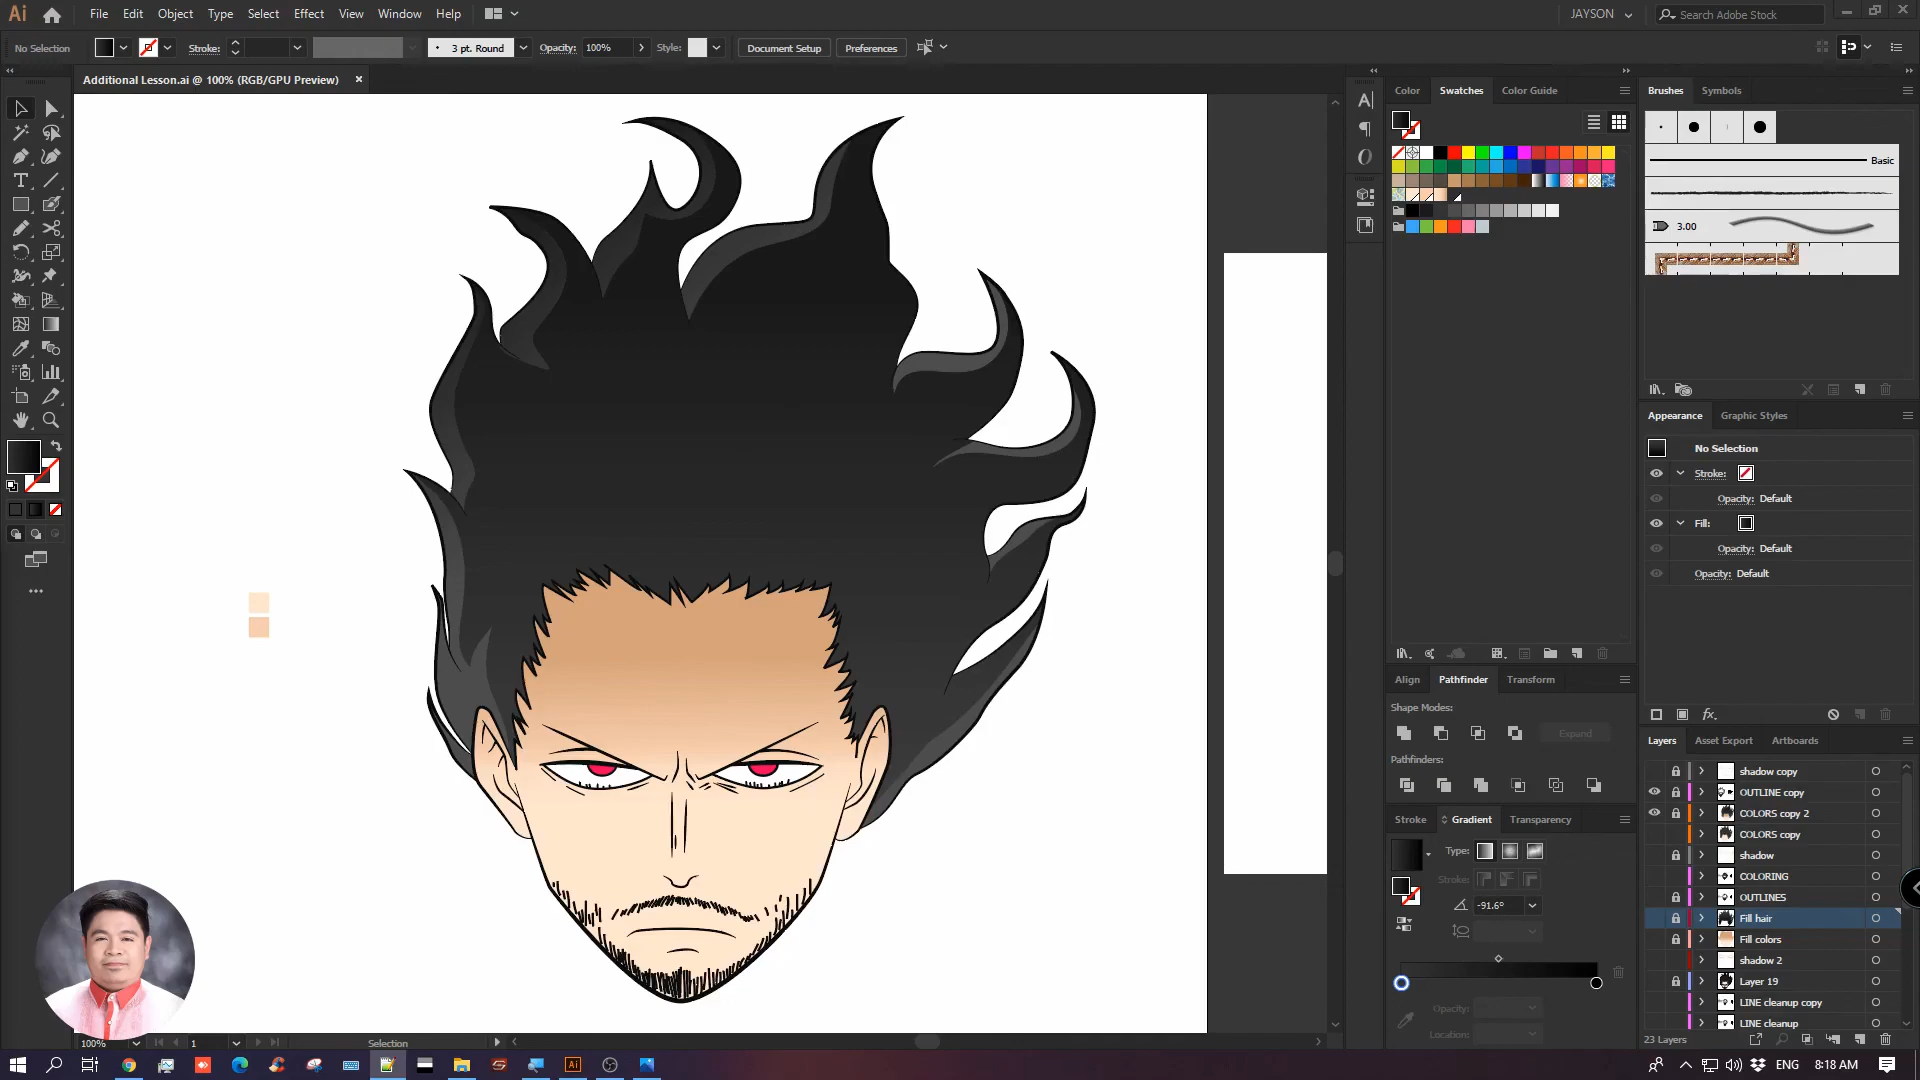 Ai File Edit Object Type Select Effect View Window Help JAYSON Search Adobe Stock
No Selection Stroke: 3 pt. Round Opacity: 100% Style: Document Setup Preferences
Additional Lesson.ai @ 100% (RGB/GPU Preview)
Color Swatches Color Guide
Brushes Symbols
Basic
3.00
Appearance Graphic Styles
No Selection
Stroke:
Opacity: Default
Fill:
Opacity: Default
Opacity: Default
fx
Align Pathfinder Transform
Shape Modes:
Expand
Pathfinders:
Stroke Gradient Transparency
Type:
Stroke:
-91.6°
Opacity:
Location:
Layers Asset Export Artboards
shadow copy
OUTLINE copy
COLORS copy 2
COLORS copy
shadow
COLORING
OUTLINES
Fill hair
Fill colors
shadow 2
Layer 19
LINE cleanup copy
LINE cleanup
23 Layers
100% 1 Selection
Ai ENG 8:18 AM